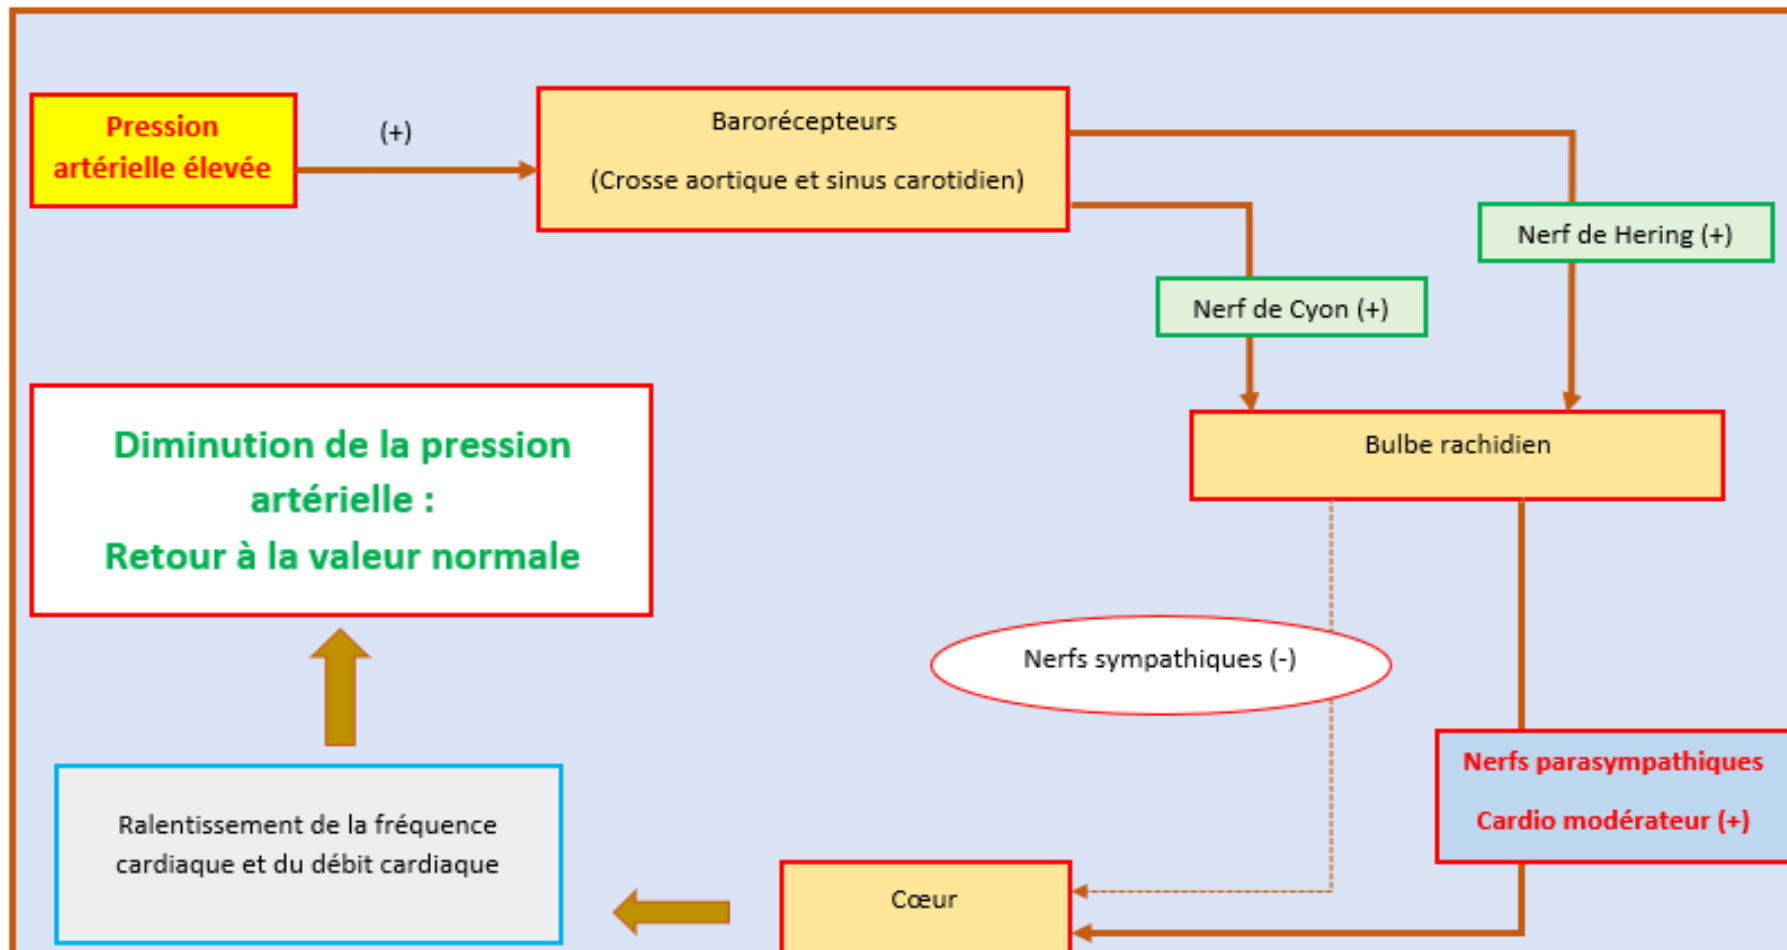 Pression
artérielle élevée
(+)
Barorécepteurs
(Crosse aortique et sinus carotidien)
Nerf de Hering (+)
Nerf de Cyon (+)
Bulbe rachidien
Diminution de la pression
artérielle :
Retour à la valeur normale
Nerfs sympathiques (-)
Nerfs parasympathiques
Cardio modérateur (+)
Ralentissement de la fréquence
cardiaque et du débit cardiaque
Cœur